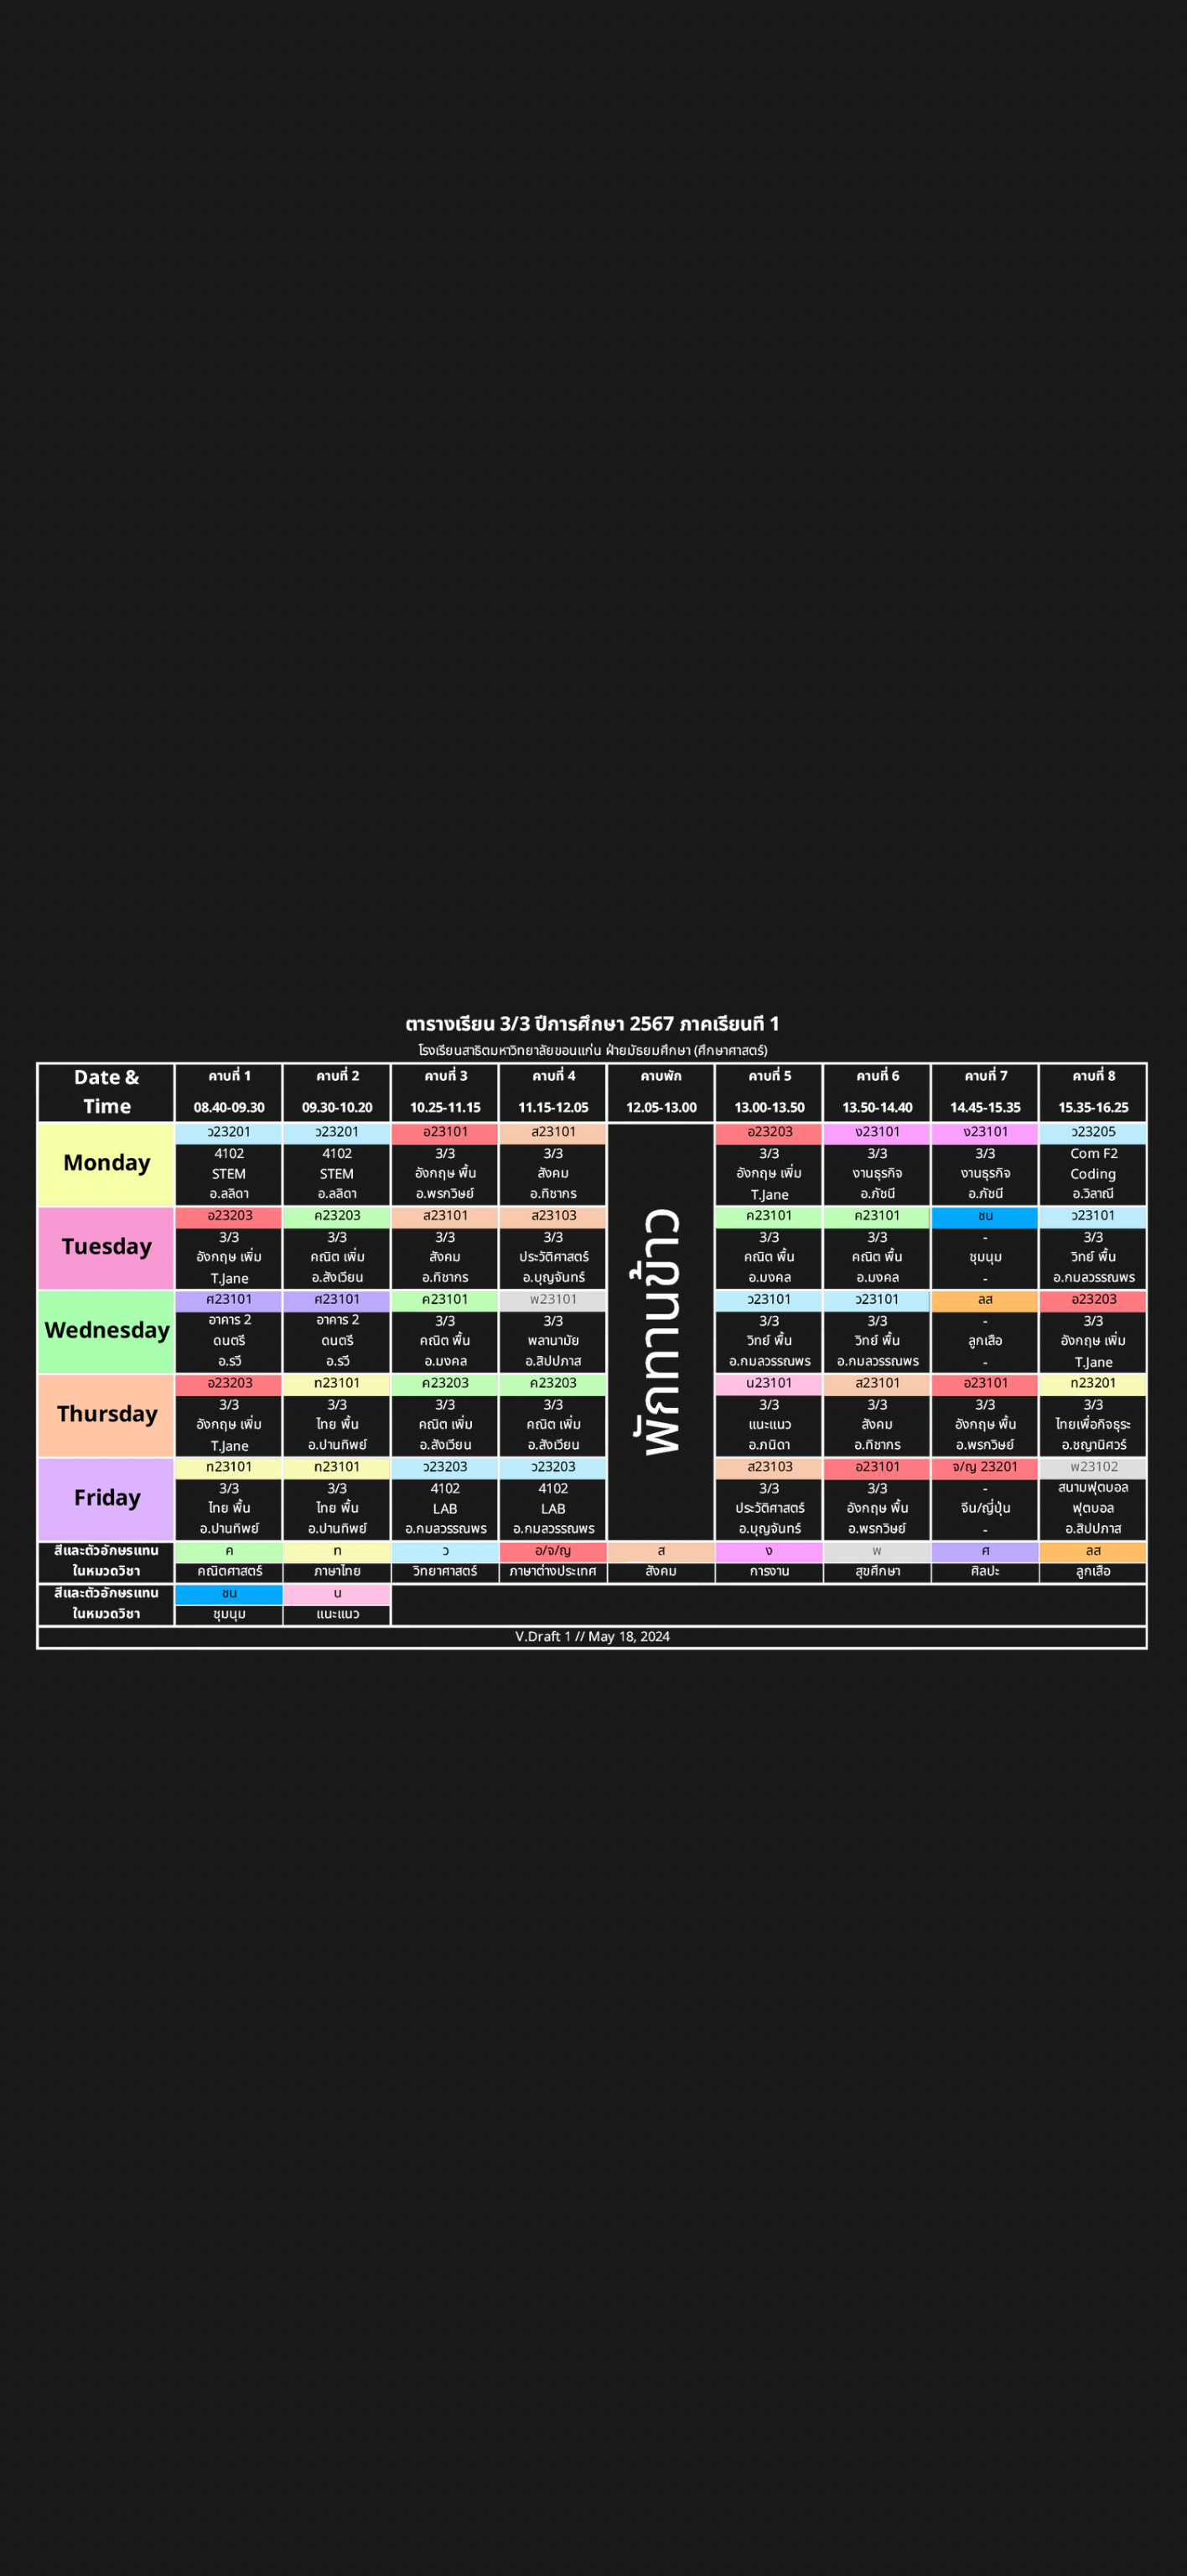 ตารางเรียน 3/3 ปีการศึกษา 2567 ภาคเรียนที่ 1
โรงเรียนสาธิตมหาวิทยาลัยขอนแก่น ฝ่ายมัธยมศึกษา (ศึกษาศาสตร์)
Date & Time คาบที่ 1 คาบที่ 2 คาบที่ 3 คาบที่ 4 คาบพัก คาบที่ 5 คาบที่ 6 คาบที่ 7 คาบที่ 8
08.40-09.30 09.30-10.20 10.25-11.15 11.15-12.05 12.05-13.00 13.00-13.50 13.50-14.40 14.45-15.35 15.35-16.25
พักทานข้าว
Monday
ว23201 ว23201 อ23101 ส23101 อ23203 ง23101 ง23101 ว23205
4102 4102 3/3 3/3 3/3 3/3 3/3 Com F2
STEM STEM อังกฤษ พื้น สังคม อังกฤษ เพิ่ม งานธุรกิจ งานธุรกิจ Coding
อ.ลลิดา อ.ลลิดา อ.พรกวิษย์ อ.ทิชากร T.Jane อ.ภัชนี อ.ภัชนี อ.วิลาณี
Tuesday
อ23203 ค23203 ส23101 ส23103 ค23101 ค23101 ชน ว23101
3/3 3/3 3/3 3/3 3/3 3/3 - 3/3
อังกฤษ เพิ่ม คณิต เพิ่ม สังคม ประวัติศาสตร์ คณิต พื้น คณิต พื้น ชุมนุม วิทย์ พื้น
T.Jane อ.สังเวียน อ.ทิชากร อ.บุญจันทร์ อ.มงคล อ.มงคล - อ.กมลวรรณพร
Wednesday
ศ23101 ศ23101 ค23101 พ23101 ว23101 ว23101 ลส อ23203
อาคาร 2 อาคาร 2 3/3 3/3 3/3 3/3 - 3/3
ดนตรี ดนตรี คณิต พื้น พลานามัย วิทย์ พื้น วิทย์ พื้น ลูกเสือ อังกฤษ เพิ่ม
อ.รวี อ.รวี อ.มงคล อ.สิปปภาส อ.กมลวรรณพร อ.กมลวรรณพร - T.Jane
Thursday
อ23203 ท23101 ค23203 ค23203 น23101 ส23101 อ23101 ท23201
3/3 3/3 3/3 3/3 3/3 3/3 3/3 3/3
อังกฤษ เพิ่ม ไทย พื้น คณิต เพิ่ม คณิต เพิ่ม แนะแนว สังคม อังกฤษ พื้น ไทยเพื่อกิจธุระ
T.Jane อ.ปานทิพย์ อ.สังเวียน อ.สังเวียน อ.ภนิดา อ.ทิชากร อ.พรกวิษย์ อ.ชญานิศวร์
Friday
ท23101 ท23101 ว23203 ว23203 ส23103 อ23101 จ/ญ 23201 พ23102
3/3 3/3 4102 4102 3/3 3/3 - สนามฟุตบอล
ไทย พื้น ไทย พื้น LAB LAB ประวัติศาสตร์ อังกฤษ พื้น จีน/ญี่ปุ่น ฟุตบอล
อ.ปานทิพย์ อ.ปานทิพย์ อ.กมลวรรณพร อ.กมลวรรณพร อ.บุญจันทร์ อ.พรกวิษย์ - อ.สิปปภาส
สีและตัวอักษรแทน ค ท ว อ/จ/ญ ส ง พ ศ ลส
ในหมวดวิชา คณิตศาสตร์ ภาษาไทย วิทยาศาสตร์ ภาษาต่างประเทศ สังคม การงาน สุขศึกษา ศิลปะ ลูกเสือ
สีและตัวอักษรแทน ชน น
ในหมวดวิชา ชุมนุม แนะแนว
V.Draft 1 // May 18, 2024